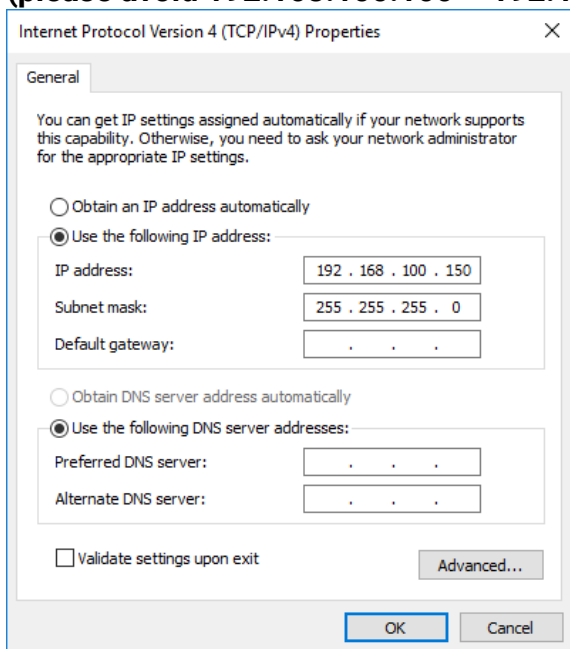 Internet Protocol Version 4 (TCP/IPv4) Properties
General
You can get IP settings assigned automatically if your network supports
this capability. Otherwise, you need to ask your network administrator
for the appropriate IP settings.
Obtain an IP address automatically
Use the following IP address:
IP address: 192 . 168 . 100 . 150
Subnet mask: 255 . 255 . 255 . 0
Default gateway: . . .
Obtain DNS server address automatically
Use the following DNS server addresses:
Preferred DNS server: . . .
Alternate DNS server: . . .
Validate settings upon exit
Advanced...
OK Cancel